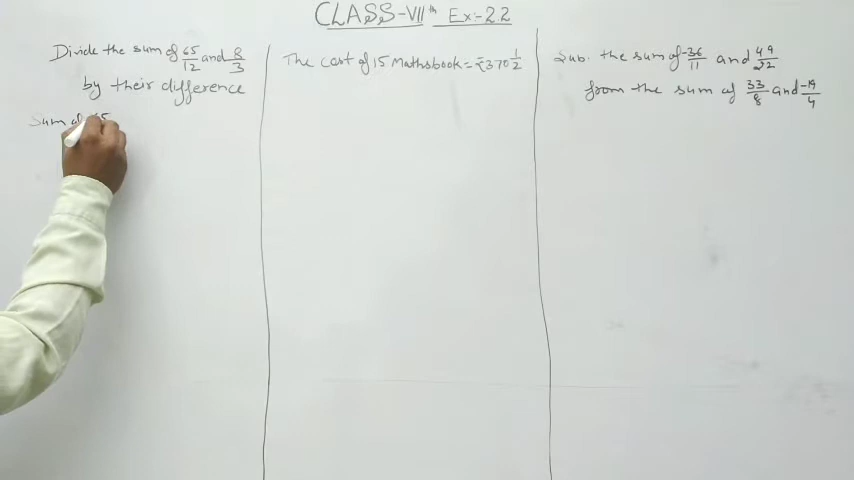 CLASS-VIIth Ex:-2.2
Divide the sum of 65/12 and 8/3
by their difference
Sum of 65
The cost of 15 Mathsbook = ₹370 1/2
Sub. the sum of -36/11 and 49/22
from the sum of 33/8 and -19/4